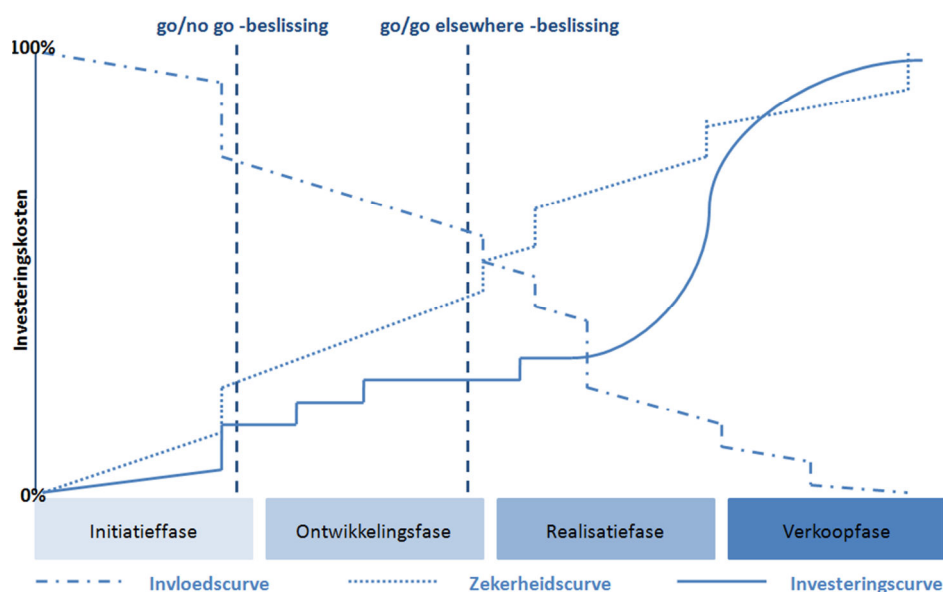 go/no go -beslissing
go/go elsewhere -beslissing
100%
Investeringskosten
0%
Initiatieffase
Ontwikkelingsfase
Realisatiefase
Verkoopfase
Invloedscurve
Zekerheidscurve
Investeringscurve